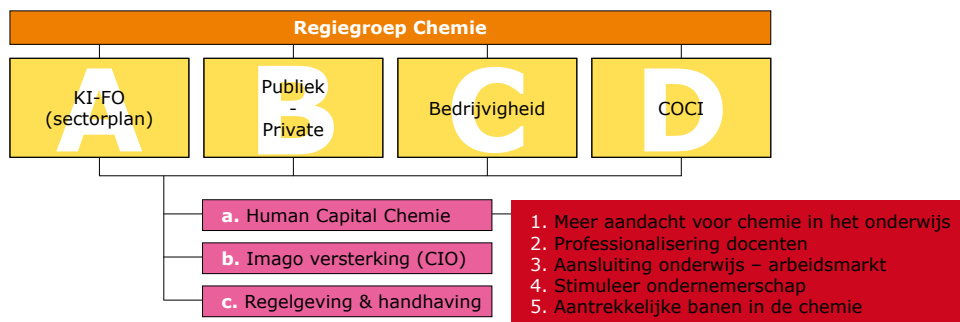 Regiegroep Chemie
A
KI-FO
(sectorplan)
B
Publiek
-
Private
C
Bedrijvigheid
D
COCI
a. Human Capital Chemie
b. Imago versterking (CIO)
c. Regelgeving & handhaving
1. Meer aandacht voor chemie in het onderwijs
2. Professionalisering docenten
3. Aansluiting onderwijs – arbeidsmarkt
4. Stimuleer ondernemerschap
5. Aantrekkelijke banen in de chemie